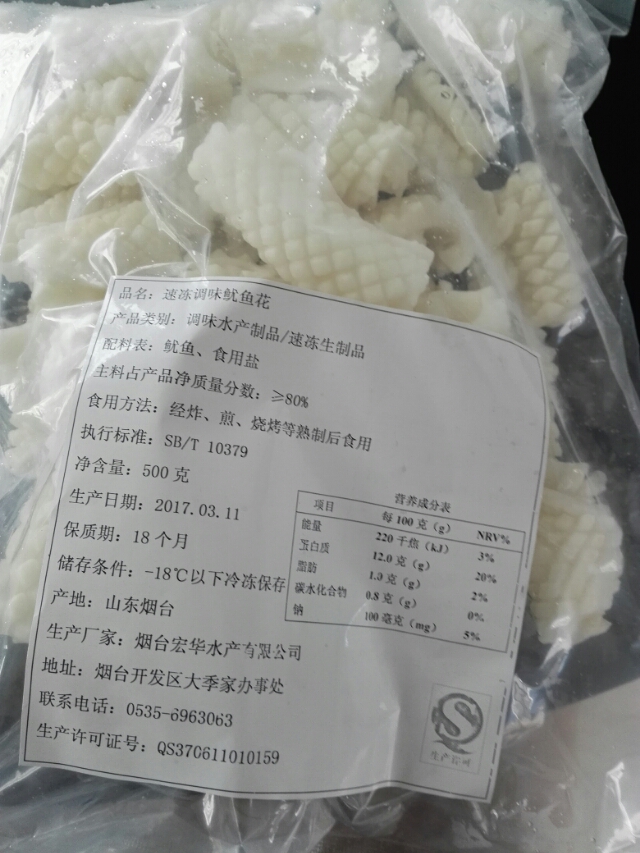 品名：速冻调味鱿鱼花
产品类别：调味水产制品/速冻生制品
配料表：鱿鱼、食用盐
主料占产品净质量分数：≥80%
食用方法：经炸、煎、烧烤等熟制后食用
执行标准：SB/T 10379
净含量：500克
生产日期：2017.03.11
保质期：18个月
储存条件：-18℃以下冷冻保存
产地：山东烟台
生产厂家：烟台宏华水产有限公司
地址：烟台开发区大季家办事处
联系电话：0535-6963063
生产许可证号：QS370611010159
营养成分表
项目 每100克（g） NRV%
能量 220千焦（kJ） 3%
蛋白质 12.0克（g） 20%
脂肪 1.0克（g） 2%
碳水化合物 0.8克（g） 0%
钠 100毫克（mg） 5%
生产许可